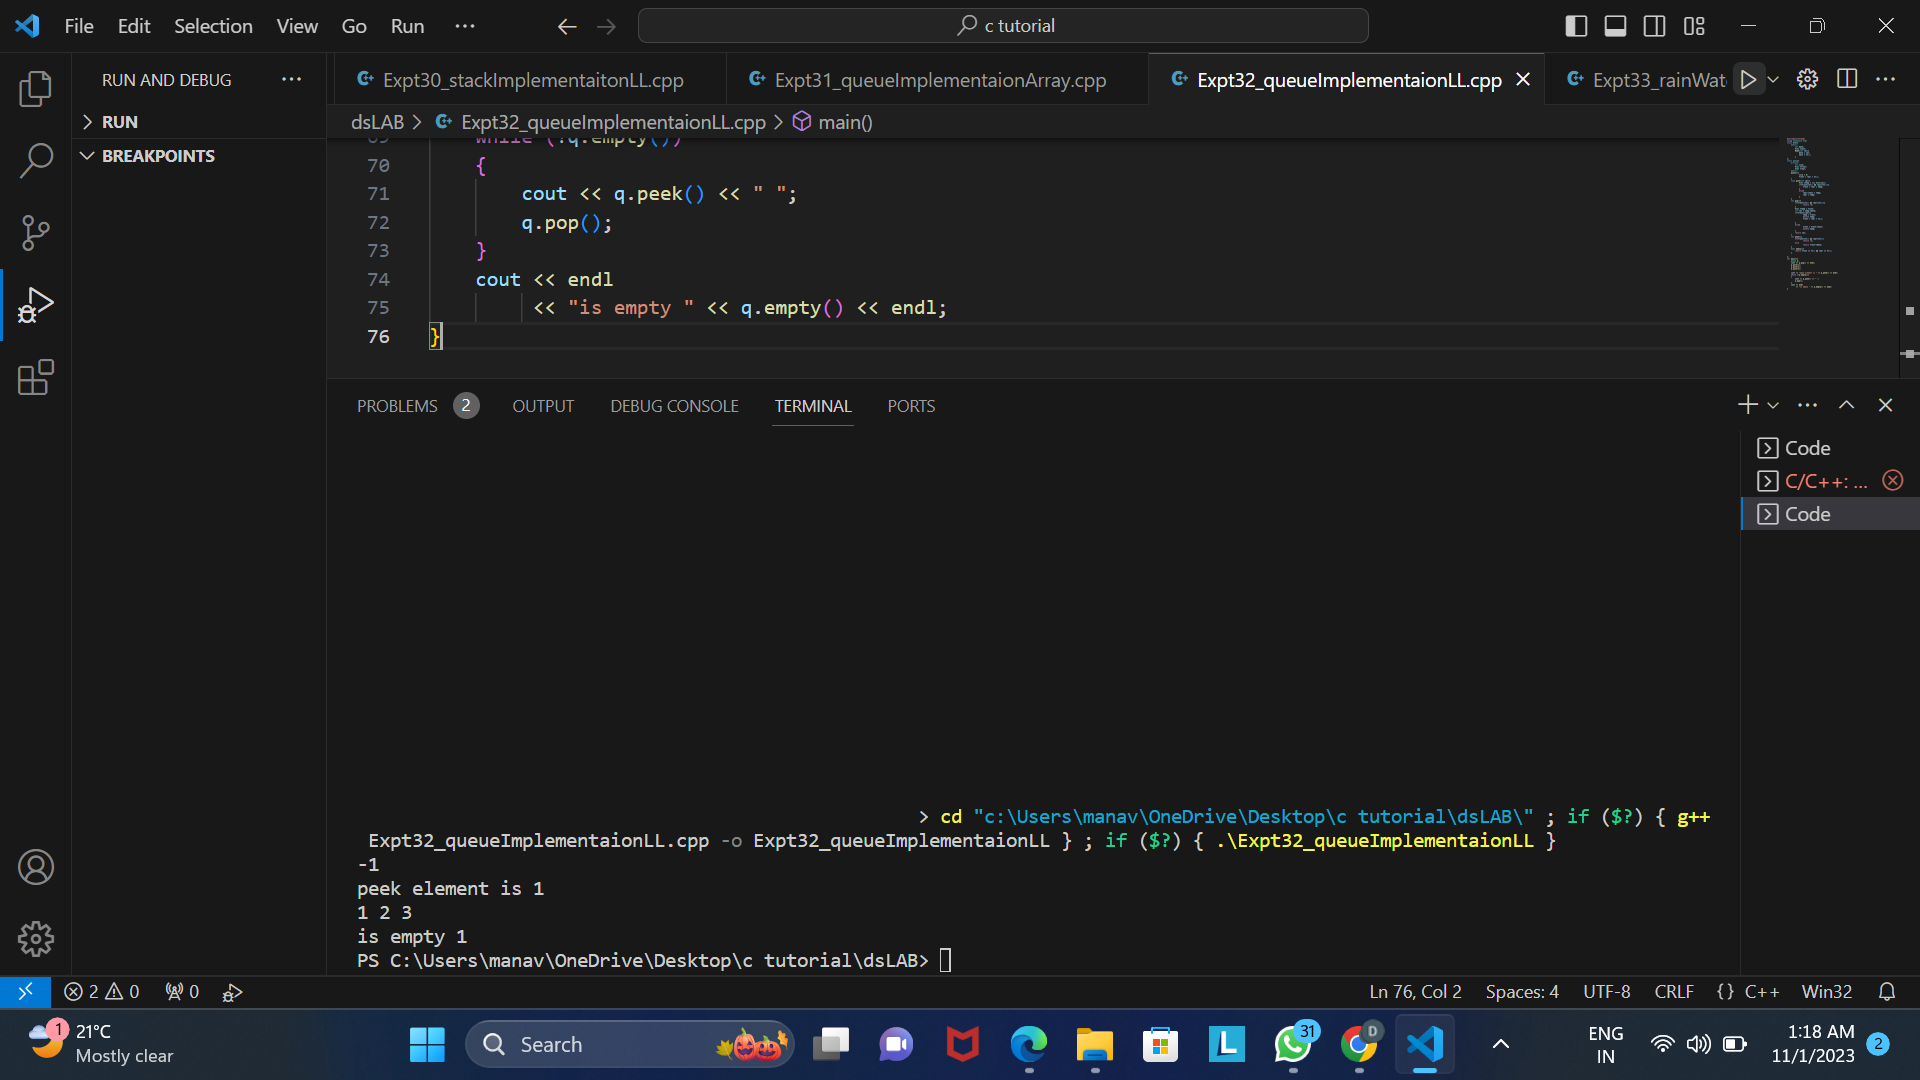 File Edit Selection View Go Run ··· c tutorial
RUN AND DEBUG ···
Expt30_stackImplementaitonLL.cpp Expt31_queueImplementaionArray.cpp Expt32_queueImplementaionLL.cpp Expt33_rainWat
RUN
BREAKPOINTS
dsLAB > Expt32_queueImplementaionLL.cpp > main()
69 while (!q.empty())
70 {
71 cout << q.peek() << " ";
72 q.pop();
73 }
74 cout << endl
75 << "is empty " << q.empty() << endl;
76 }
PROBLEMS 2 OUTPUT DEBUG CONSOLE TERMINAL PORTS
Code
C/C++: ...
Code
> cd "c:\Users\manav\OneDrive\Desktop\c tutorial\dsLAB\" ; if ($?) { g++
Expt32_queueImplementaionLL.cpp -o Expt32_queueImplementaionLL } ; if ($?) { .\Expt32_queueImplementaionLL }
-1
peek element is 1
1 2 3
is empty 1
PS C:\Users\manav\OneDrive\Desktop\c tutorial\dsLAB>
2 0 0 Ln 76, Col 2 Spaces: 4 UTF-8 CRLF {} C++ Win32
1 21°C
Mostly clear
Search
31
D
ENG
IN
1:18 AM
11/1/2023
2